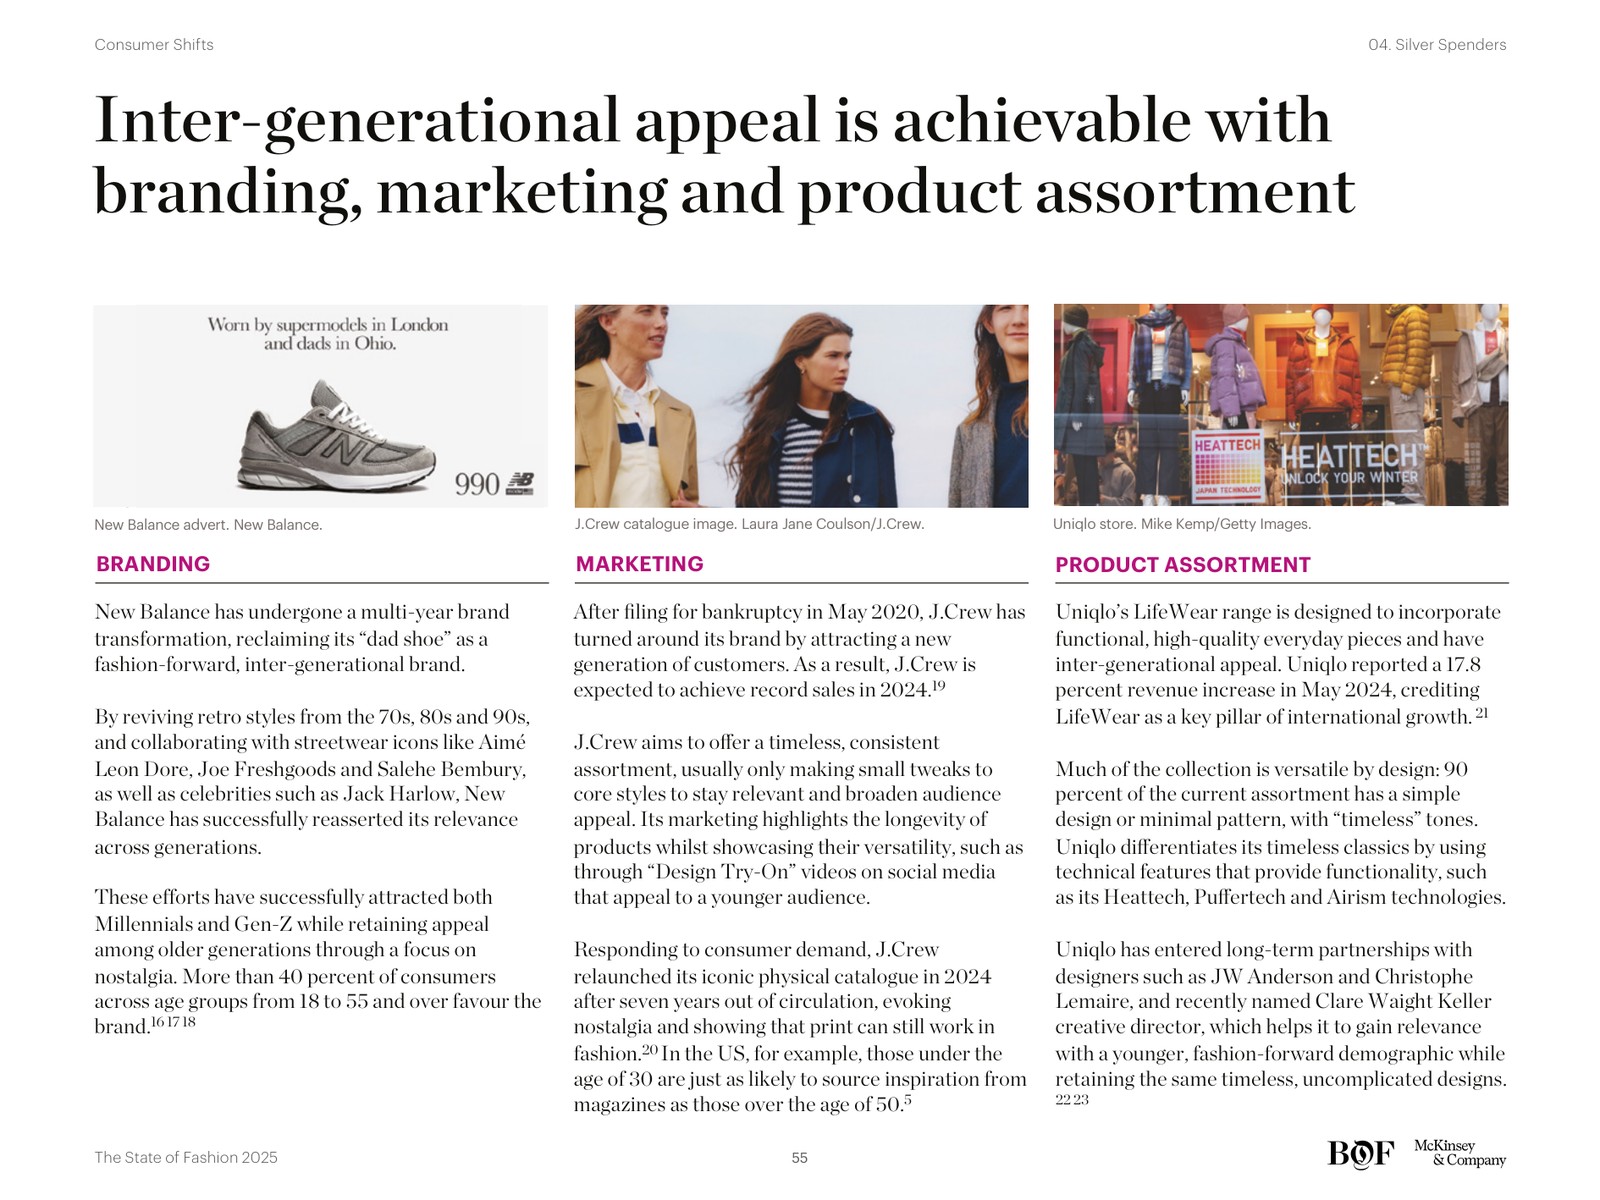 Consumer Shifts
04. Silver Spenders
Inter-generational appeal is achievable with
branding, marketing and product assortment
Worn by supermodels in London
and dads in Ohio.
N
990 NB
New Balance advert. New Balance.
BRANDING
New Balance has undergone a multi-year brand
transformation, reclaiming its “dad shoe” as a
fashion-forward, inter-generational brand.
By reviving retro styles from the 70s, 80s and 90s,
and collaborating with streetwear icons like Aimé
Leon Dore, Joe Freshgoods and Salehe Bembury,
as well as celebrities such as Jack Harlow, New
Balance has successfully reasserted its relevance
across generations.
These efforts have successfully attracted both
Millennials and Gen-Z while retaining appeal
among older generations through a focus on
nostalgia. More than 40 percent of consumers
across age groups from 18 to 55 and over favour the
brand.16 17 18
J.Crew catalogue image. Laura Jane Coulson/J.Crew.
MARKETING
After filing for bankruptcy in May 2020, J.Crew has
turned around its brand by attracting a new
generation of customers. As a result, J.Crew is
expected to achieve record sales in 2024.19
J.Crew aims to offer a timeless, consistent
assortment, usually only making small tweaks to
core styles to stay relevant and broaden audience
appeal. Its marketing highlights the longevity of
products whilst showcasing their versatility, such as
through “Design Try-On” videos on social media
that appeal to a younger audience.
Responding to consumer demand, J.Crew
relaunched its iconic physical catalogue in 2024
after seven years out of circulation, evoking
nostalgia and showing that print can still work in
fashion.20 In the US, for example, those under the
age of 30 are just as likely to source inspiration from
magazines as those over the age of 50.5
HEATTECH
JAPAN TECHNOLOGY
HEATTECH™
UNLOCK YOUR WINTER
Uniqlo store. Mike Kemp/Getty Images.
PRODUCT ASSORTMENT
Uniqlo’s LifeWear range is designed to incorporate
functional, high-quality everyday pieces and have
inter-generational appeal. Uniqlo reported a 17.8
percent revenue increase in May 2024, crediting
LifeWear as a key pillar of international growth. 21
Much of the collection is versatile by design: 90
percent of the current assortment has a simple
design or minimal pattern, with “timeless” tones.
Uniqlo differentiates its timeless classics by using
technical features that provide functionality, such
as its Heattech, Puffertech and Airism technologies.
Uniqlo has entered long-term partnerships with
designers such as JW Anderson and Christophe
Lemaire, and recently named Clare Waight Keller
creative director, which helps it to gain relevance
with a younger, fashion-forward demographic while
retaining the same timeless, uncomplicated designs.
22 23
The State of Fashion 2025
55
BOF
McKinsey
& Company